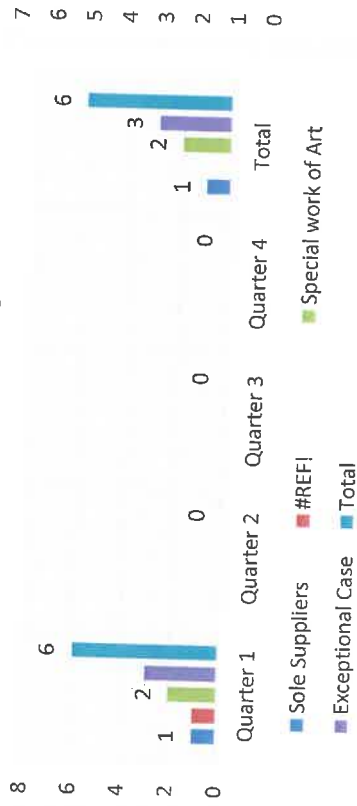 8
6
4
2
0
1
2
6
0
0
0
1
2
3
6
Quarter 1
Quarter 2
Quarter 3
Quarter 4
Total
Sole Suppliers
#REF!
Special work of Art
Exceptional Case
Total
7
6
5
4
3
2
1
0